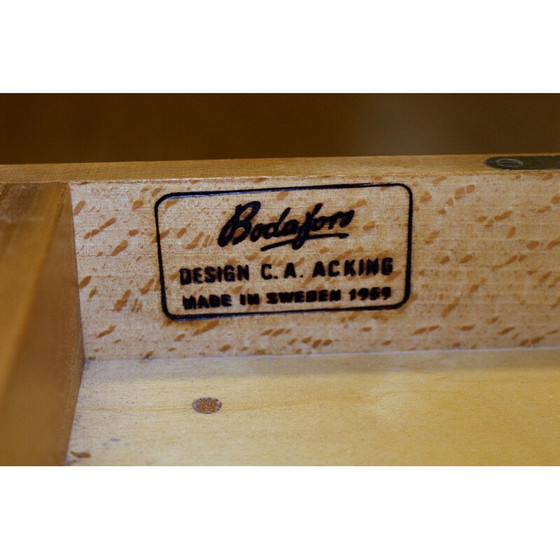 Bodafors
DESIGN C. A. ACKING
MADE IN SWEDEN 1959